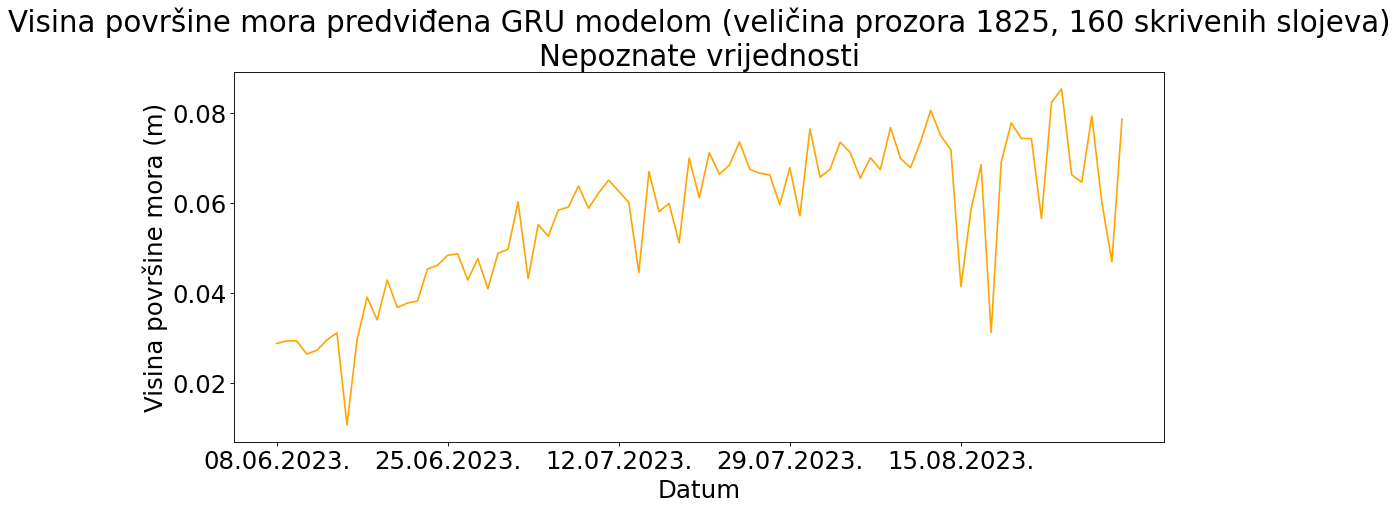 Visina površine mora predviđena GRU modelom (veličina prozora 1825, 160 skrivenih slojeva)
Nepoznate vrijednosti
Visina površine mora (m)
0.08
0.06
0.04
0.02
08.06.2023. 25.06.2023. 12.07.2023. 29.07.2023. 15.08.2023.
Datum